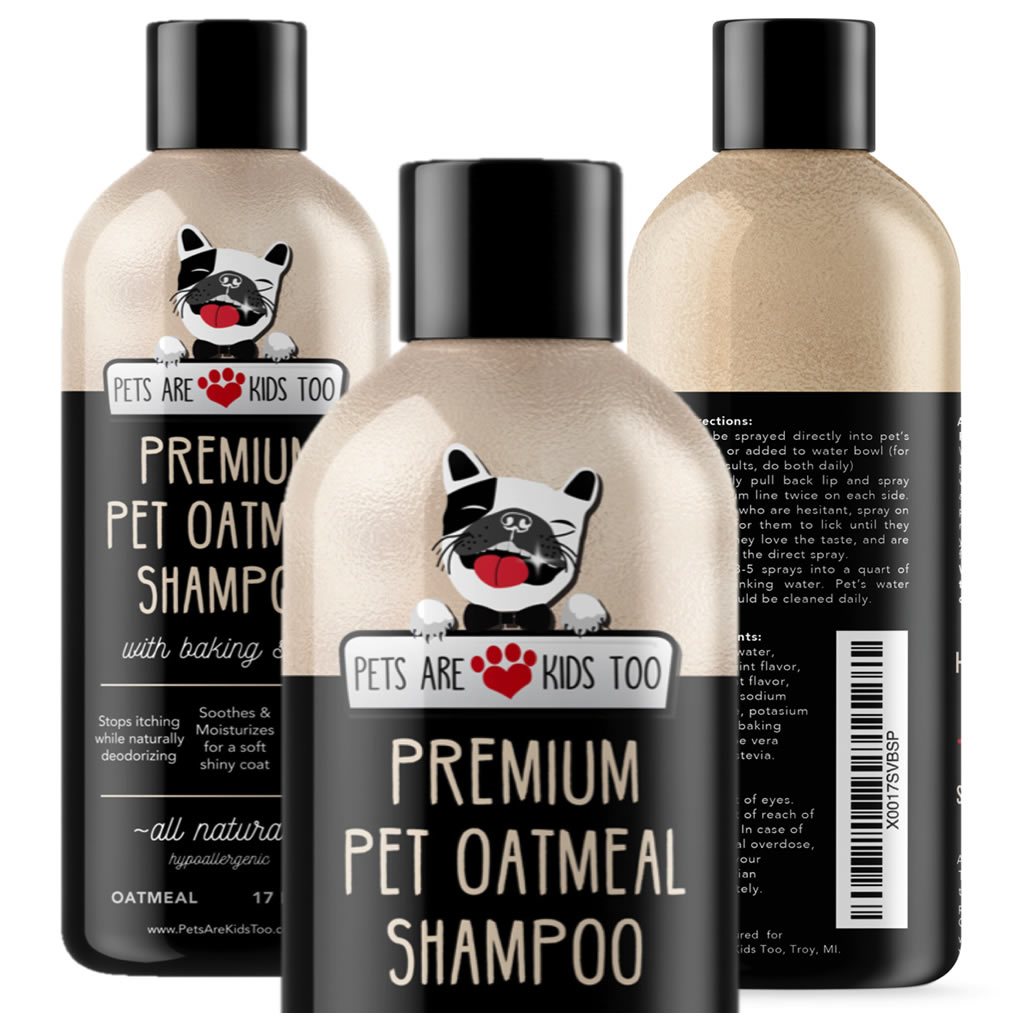 PETS ARE KIDS TOO
PREMIUM
PET OATM
SHAMPO
with baking s
Stops itching
while naturally
deodorizing
Soothes &
Moisturizes
for a soft
shiny coat
~all natura
hypoallergenic
OATMEAL 17
www.PetsAreKidsToo.c
PETS ARE KIDS TOO
PREMIUM
PET OATMEAL
SHAMPOO
ections:
be sprayed directly into pet's
or added to water bowl (for
sults, do both daily)
ly pull back lip and spray
m line twice on each side.
who are hesitant, spray on
or them to lick until they
hey love the taste, and are
the direct spray.
3-5 sprays into a quart of
nking water. Pet's water
uld be cleaned daily.
nts:
water,
int flavor,
t flavor,
sodium
, potasium
baking
e vera
stevia.
t of eyes.
t of reach of
In case of
al overdose,
your
ian
tely.
ured for
Kids Too, Troy, MI.
X0017SVBSP